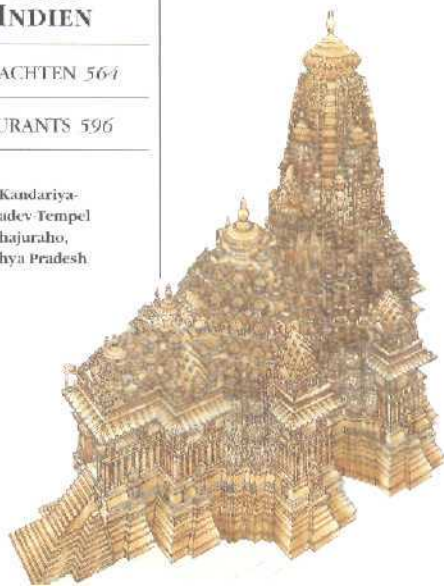 INDIEN
ACHTEN 564
URANTS 596
Kandariya-
adev-Tempel
hajuraho,
hya Pradesh